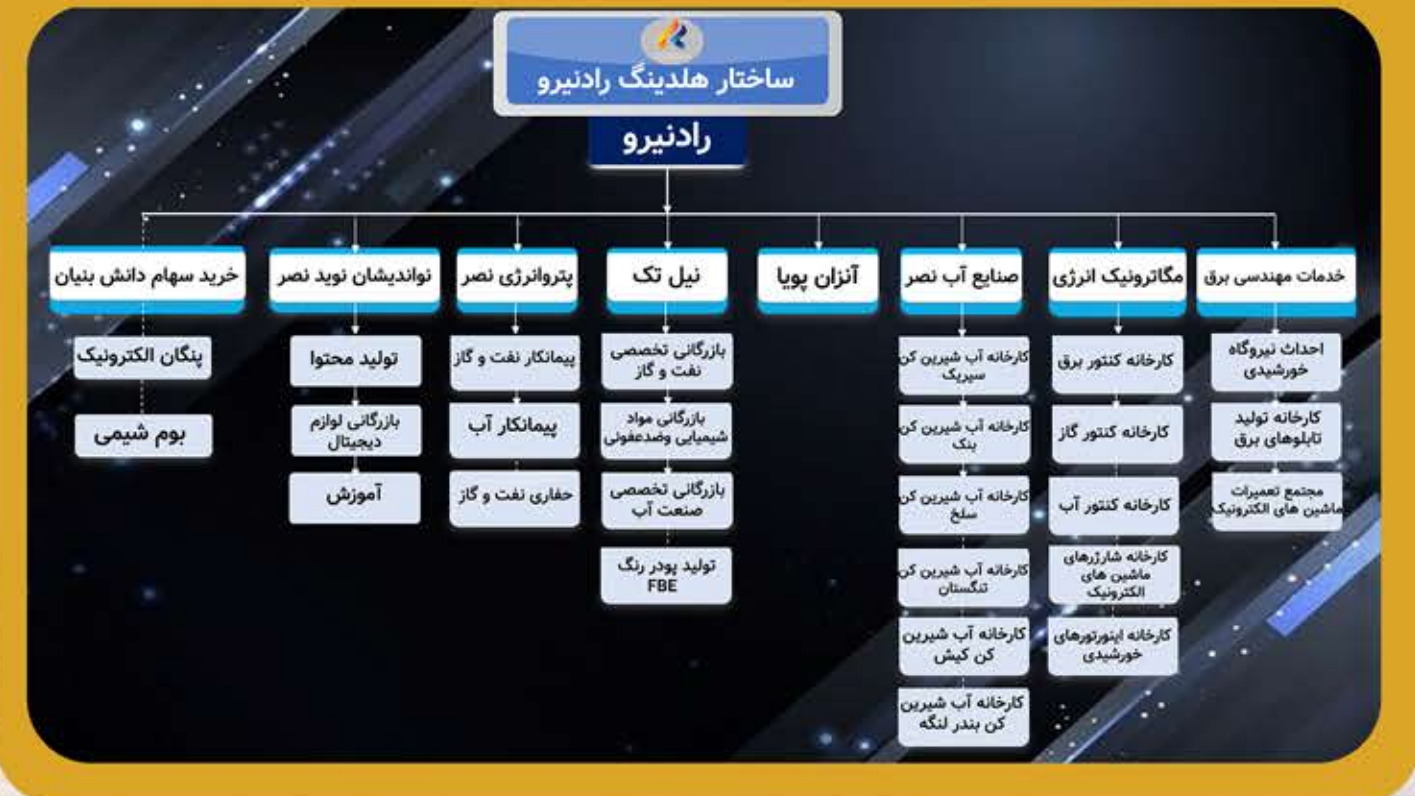 ساختار هلدینگ رادنیرو
رادنیرو
خدمات مهندسی برق
احداث نیروگاه
خورشیدی
کارخانه تولید
تابلوهای برق
مجتمع تعمیرات
ماشین های الکترونیک
مگاترونیک انرژی
کارخانه کنتور برق
کارخانه کنتور گاز
کارخانه کنتور آب
کارخانه شارژرهای
ماشین های
الکترونیک
کارخانه اینورتورهای
خورشیدی
صنایع آب نصر
کارخانه آب شیرین کن
سیریک
کارخانه آب شیرین کن
بنک
کارخانه آب شیرین کن
سلخ
کارخانه آب شیرین کن
تنگستان
کارخانه آب شیرین
کن کیش
کارخانه آب شیرین
کن بندر لنگه
آنزان پویا
نیل تک
بازرگانی تخصصی
نفت و گاز
بازرگانی مواد
شیمیایی وضدعفونی
بازرگانی تخصصی
صنعت آب
تولید پودر رنگ
FBE
پتروانرژی نصر
پیمانکار نفت و گاز
پیمانکار آب
حفاری نفت و گاز
نواندیشان نوید نصر
تولید محتوا
بازرگانی لوازم
دیجیتال
آموزش
خرید سهام دانش بنیان
پنگان الکترونیک
بوم شیمی